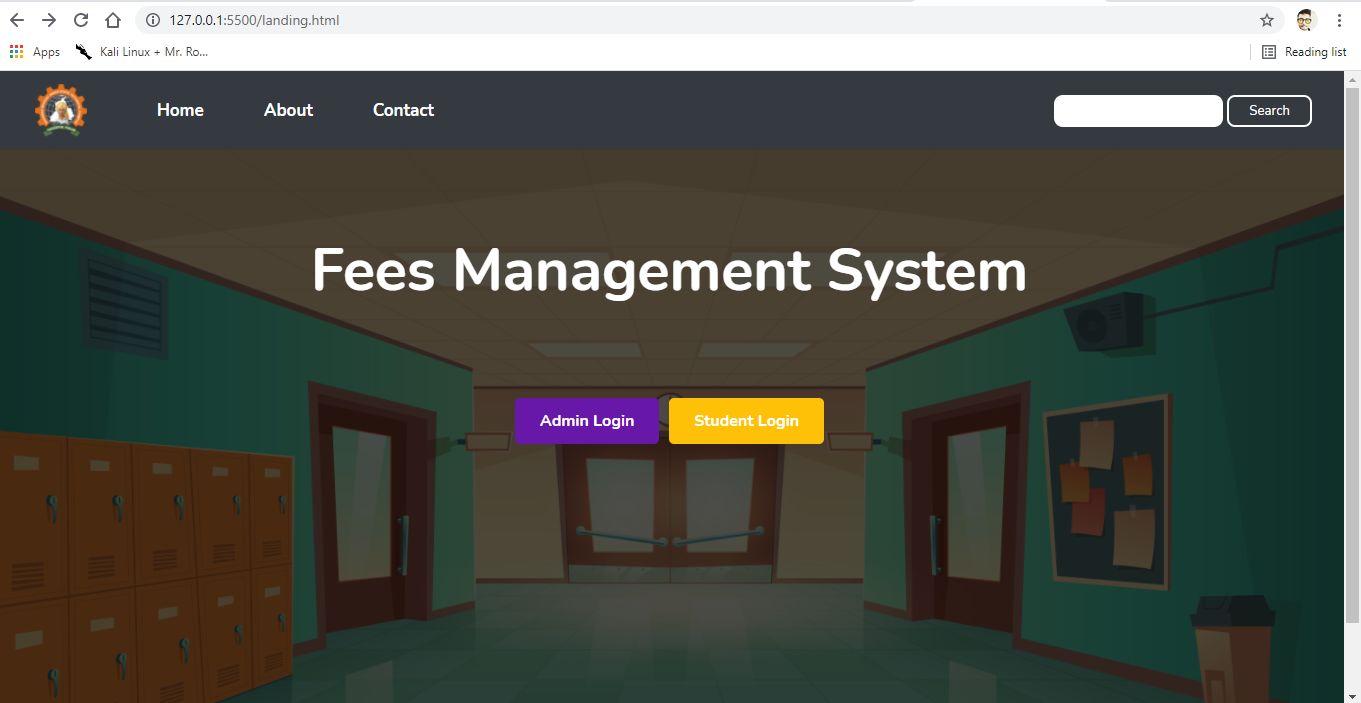 127.0.0.1:5500/landing.html
Apps Kali Linux + Mr. Ro... Reading list
Home About Contact Search
Fees Management System
Admin Login Student Login